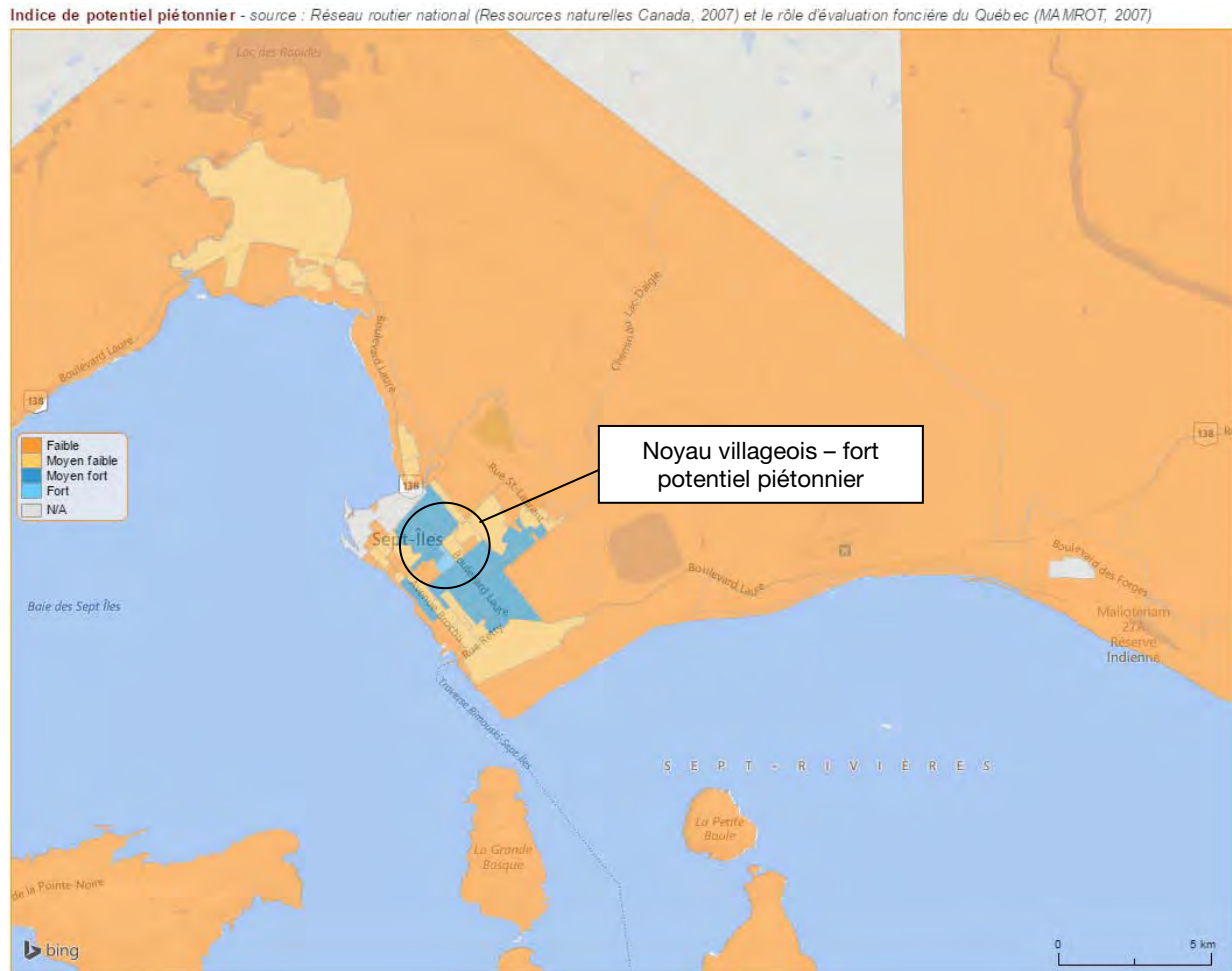 Indice de potentiel piétonnier - source : Réseau routier national (Ressources naturelles Canada, 2007) et le rôle d'évaluation foncière du Québec (MAMROT, 2007)
Lac des Rapides
Boulevard Laure
Boulevard Laure
Chemin du Lac-Daigle
138
138
138
Faible
Moyen faible
Moyen fort
Fort
N/A
Noyau villageois – fort
potentiel piétonnier
Rue St-Laurent
Sept-Îles
Boulevard Laure
Boulevard Laure
Boulevard des Forges
Avenue Brochu
Rue Retty
Baie des Sept Îles
Maliotenam
27A
Réserve
Indienne
Traverse Rimouski-Sept-Îles
SEPT-RIVIÈRES
La Petite
Boule
La Grande
Basque
de la Pointe-Noire
bing
0
5 km